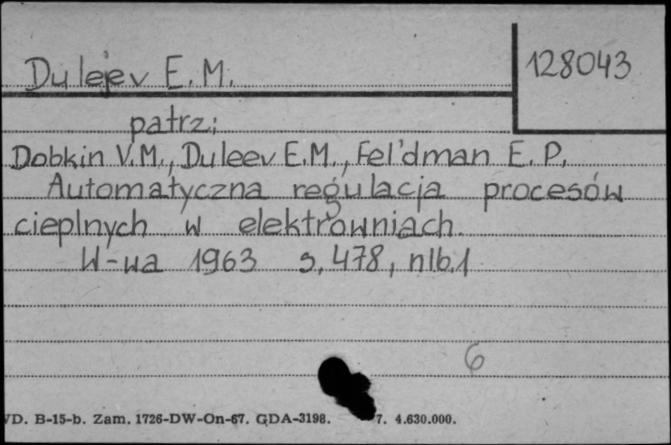 Dulejev E.M.
128043
patrz:
Dobkin V.M., Duleev E.M., Fel'dman E.P.
Automatyczna regulacja procesów
cieplnych w elektrowniach.
W-wa 1963 s. 478, nlb.1
6
D. B-15-b. Zam. 1726-DW-On-67. GDA-3198. 7. 4.630.000.